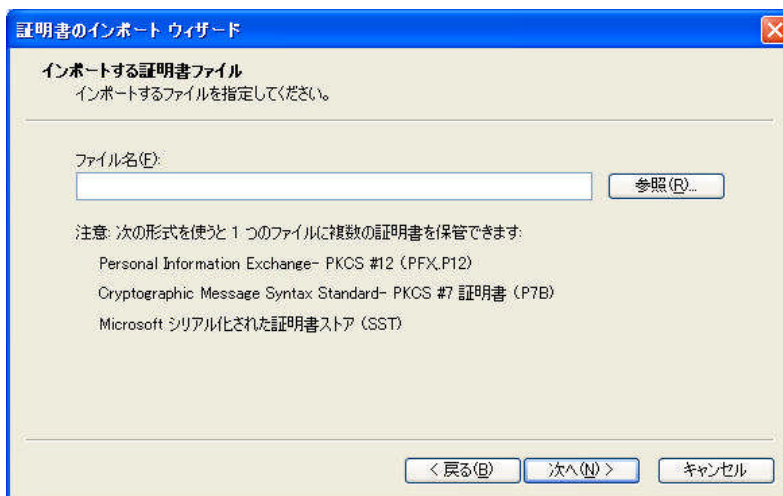 証明書のインポート ウィザード
インポートする証明書ファイル
インポートするファイルを指定してください。
ファイル名(F):
参照(R)...
注意: 次の形式を使うと 1 つのファイルに複数の証明書を保管できます:
Personal Information Exchange- PKCS #12 (PFX,P12)
Cryptographic Message Syntax Standard- PKCS #7 証明書 (P7B)
Microsoft シリアル化された証明書ストア (SST)
< 戻る(B)
次へ(N) >
キャンセル